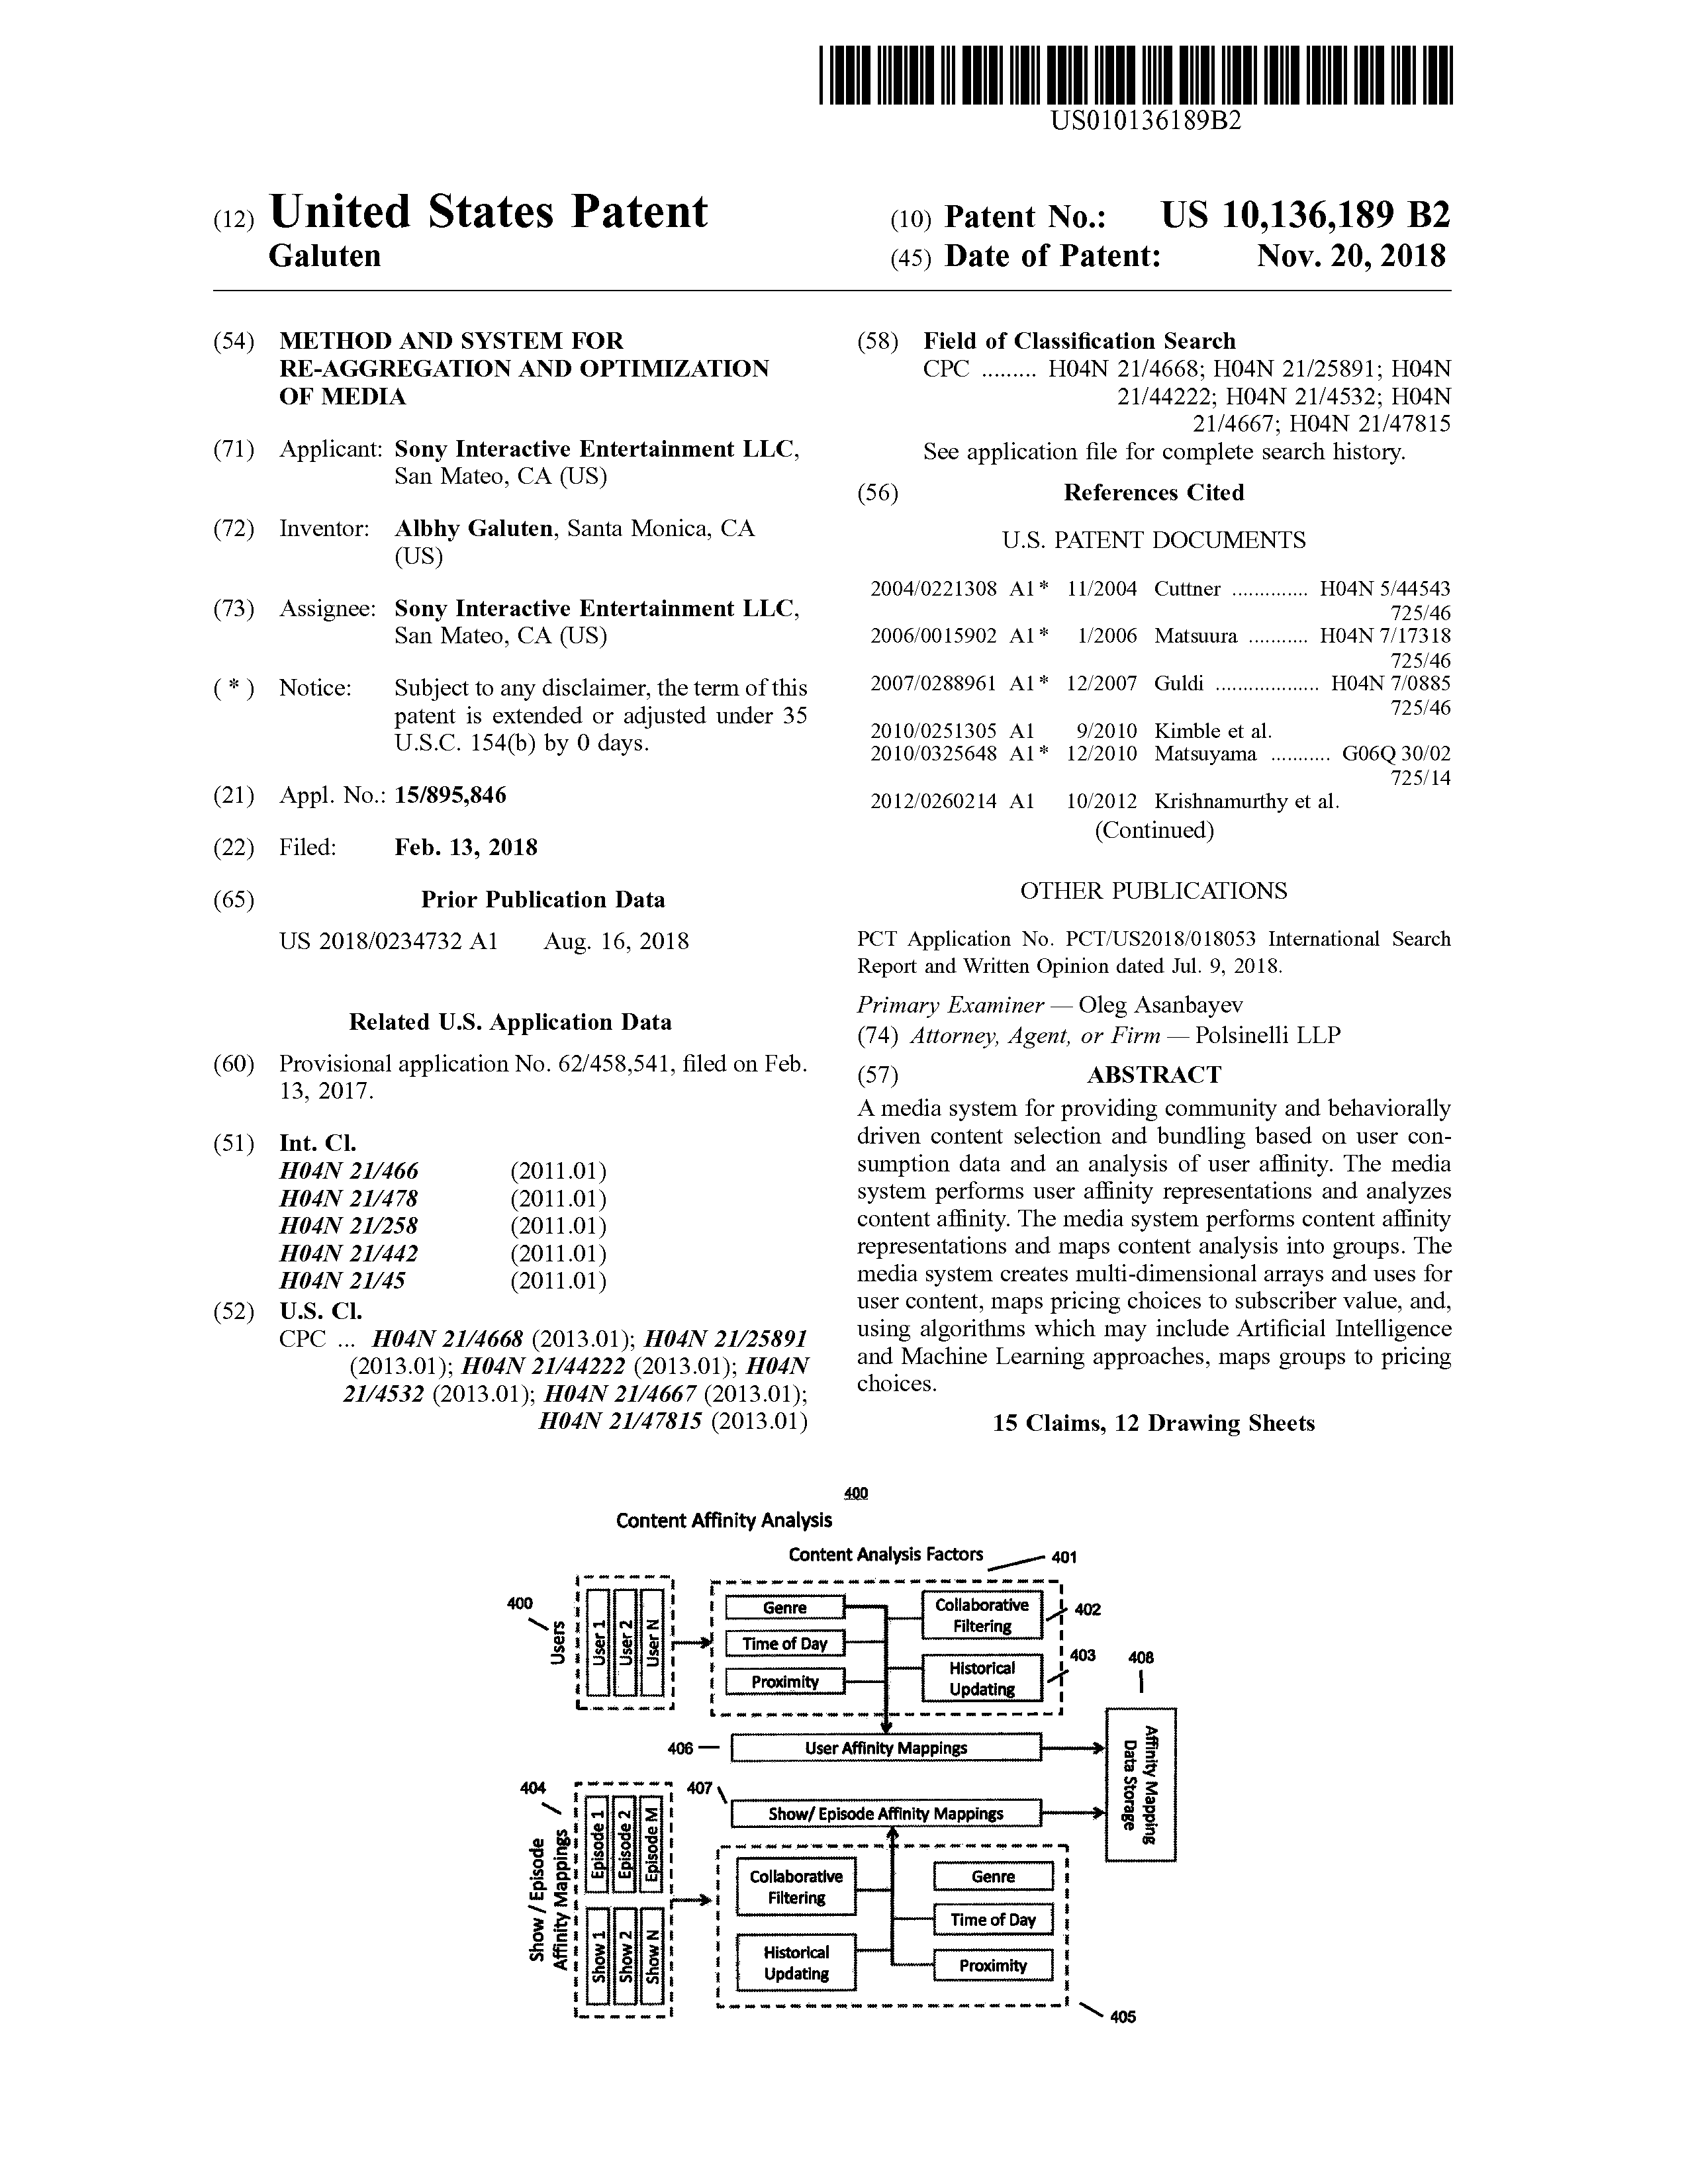 US010136189B2
(12) United States Patent
Galuten
(10) Patent No.: US 10,136,189 B2
(45) Date of Patent: Nov. 20, 2018
(54) METHOD AND SYSTEM FOR
RE-AGGREGATION AND OPTIMIZATION
OF MEDIA
(71) Applicant: Sony Interactive Entertainment LLC,
San Mateo, CA (US)
(72) Inventor: Albhy Galuten, Santa Monica, CA
(US)
(73) Assignee: Sony Interactive Entertainment LLC,
San Mateo, CA (US)
( * ) Notice: Subject to any disclaimer, the term of this
patent is extended or adjusted under 35
U.S.C. 154(b) by 0 days.
(21) Appl. No.: 15/895,846
(22) Filed: Feb. 13, 2018
(65) Prior Publication Data
US 2018/0234732 A1 Aug. 16, 2018
Related U.S. Application Data
(60) Provisional application No. 62/458,541, filed on Feb.
13, 2017.
(51) Int. Cl.
H04N 21/466 (2011.01)
H04N 21/478 (2011.01)
H04N 21/258 (2011.01)
H04N 21/442 (2011.01)
H04N 21/45 (2011.01)
(52) U.S. Cl.
CPC ... H04N 21/4668 (2013.01); H04N 21/25891
(2013.01); H04N 21/44222 (2013.01); H04N
21/4532 (2013.01); H04N 21/4667 (2013.01);
H04N 21/47815 (2013.01)
(58) Field of Classification Search
CPC ......... H04N 21/4668; H04N 21/25891; H04N
21/44222; H04N 21/4532; H04N
21/4667; H04N 21/47815
See application file for complete search history.
(56) References Cited
U.S. PATENT DOCUMENTS
2004/0221308 A1* 11/2004 Cuttner .............. H04N 5/44543
725/46
2006/0015902 A1* 1/2006 Matsuura ........... H04N 7/17318
725/46
2007/0288961 A1* 12/2007 Guldi ................... H04N 7/0885
725/46
2010/0251305 A1 9/2010 Kimble et al.
2010/0325648 A1* 12/2010 Matsuyama ........... G06Q 30/02
725/14
2012/0260214 A1 10/2012 Krishnamurthy et al.
(Continued)
OTHER PUBLICATIONS
PCT Application No. PCT/US2018/018053 International Search
Report and Written Opinion dated Jul. 9, 2018.
Primary Examiner — Oleg Asanbayev
(74) Attorney, Agent, or Firm — Polsinelli LLP
(57) ABSTRACT
A media system for providing community and behaviorally
driven content selection and bundling based on user con-
sumption data and an analysis of user affinity. The media
system performs user affinity representations and analyzes
content affinity. The media system performs content affinity
representations and maps content analysis into groups. The
media system creates multi-dimensional arrays and uses for
user content, maps pricing choices to subscriber value, and,
using algorithms which may include Artificial Intelligence
and Machine Learning approaches, maps groups to pricing
choices.
15 Claims, 12 Drawing Sheets
400
Content Affinity Analysis
Content Analysis Factors
401
400
Users
User 1
User 2
User N
Genre
Time of Day
Proximity
Collaborative
Filtering
402
Historical
Updating
403
408
406
User Affinity Mappings
Affinity Mapping
Data Storage
404
407
Show/ Episode Affinity Mappings
Show / Episode
Affinity Mappings
Episode 1
Episode 2
Episode M
Show 1
Show 2
Show N
Collaborative
Filtering
Historical
Updating
Genre
Time of Day
Proximity
405